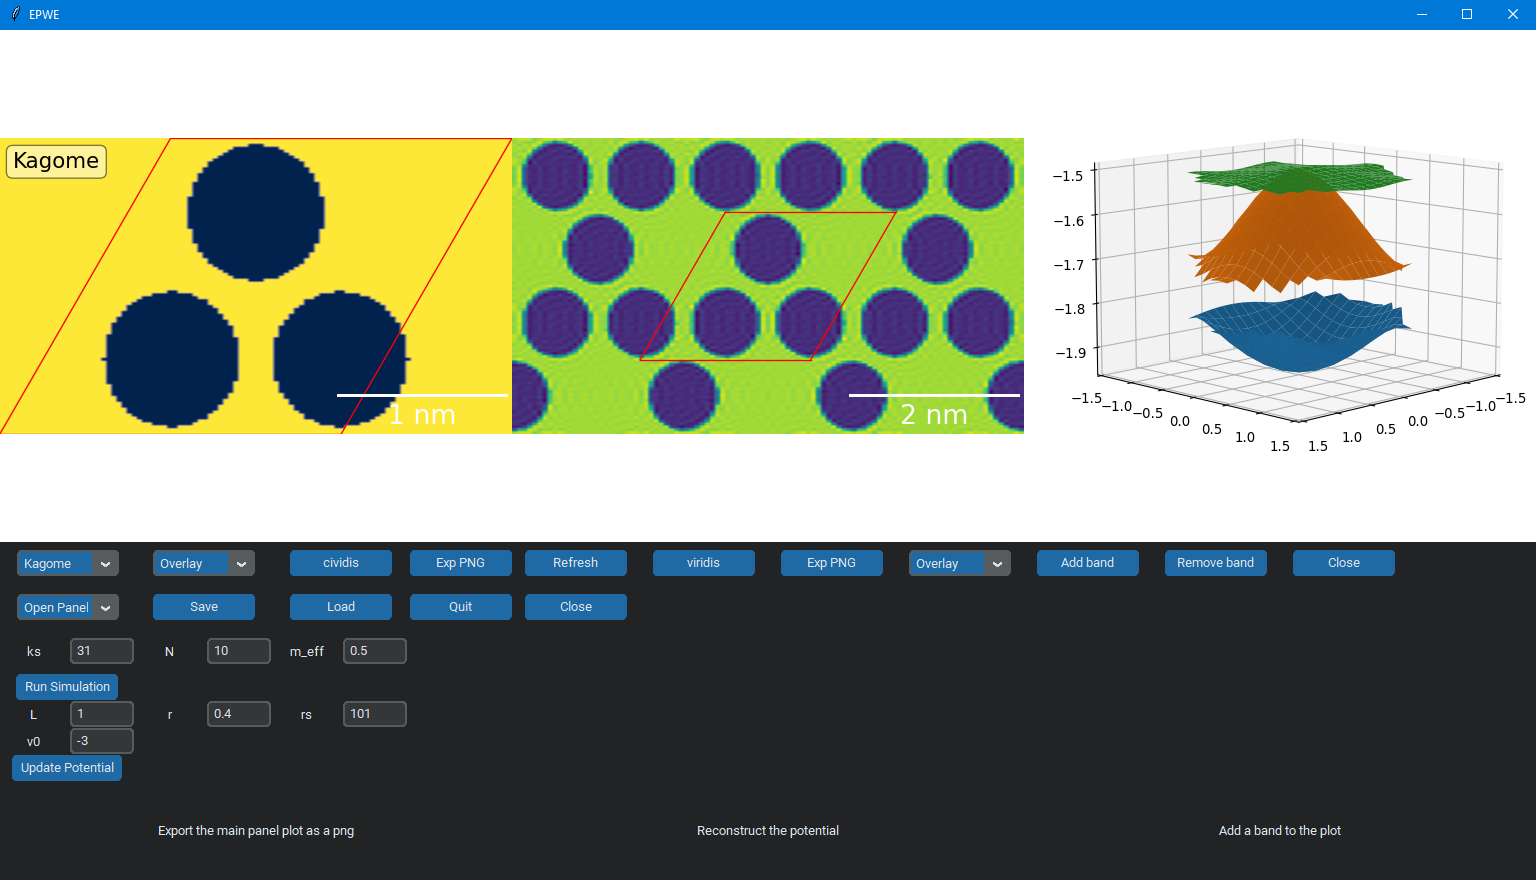 EPWE
Kagome
1 nm
2 nm
−1.5
−1.6
−1.7
−1.8
−1.9
−1.5
−1.0
−0.5
0.0
0.5
1.0
1.5
1.5
1.0
0.5
0.0
−0.5
−1.0
−1.5
Kagome Overlay cividis Exp PNG Refresh viridis Exp PNG Overlay Add band Remove band Close
Open Panel Save Load Quit Close
ks 31 N 10 m_eff 0.5
Run Simulation
L 1 r 0.4 rs 101
v0 -3
Update Potential
Export the main panel plot as a png Reconstruct the potential Add a band to the plot